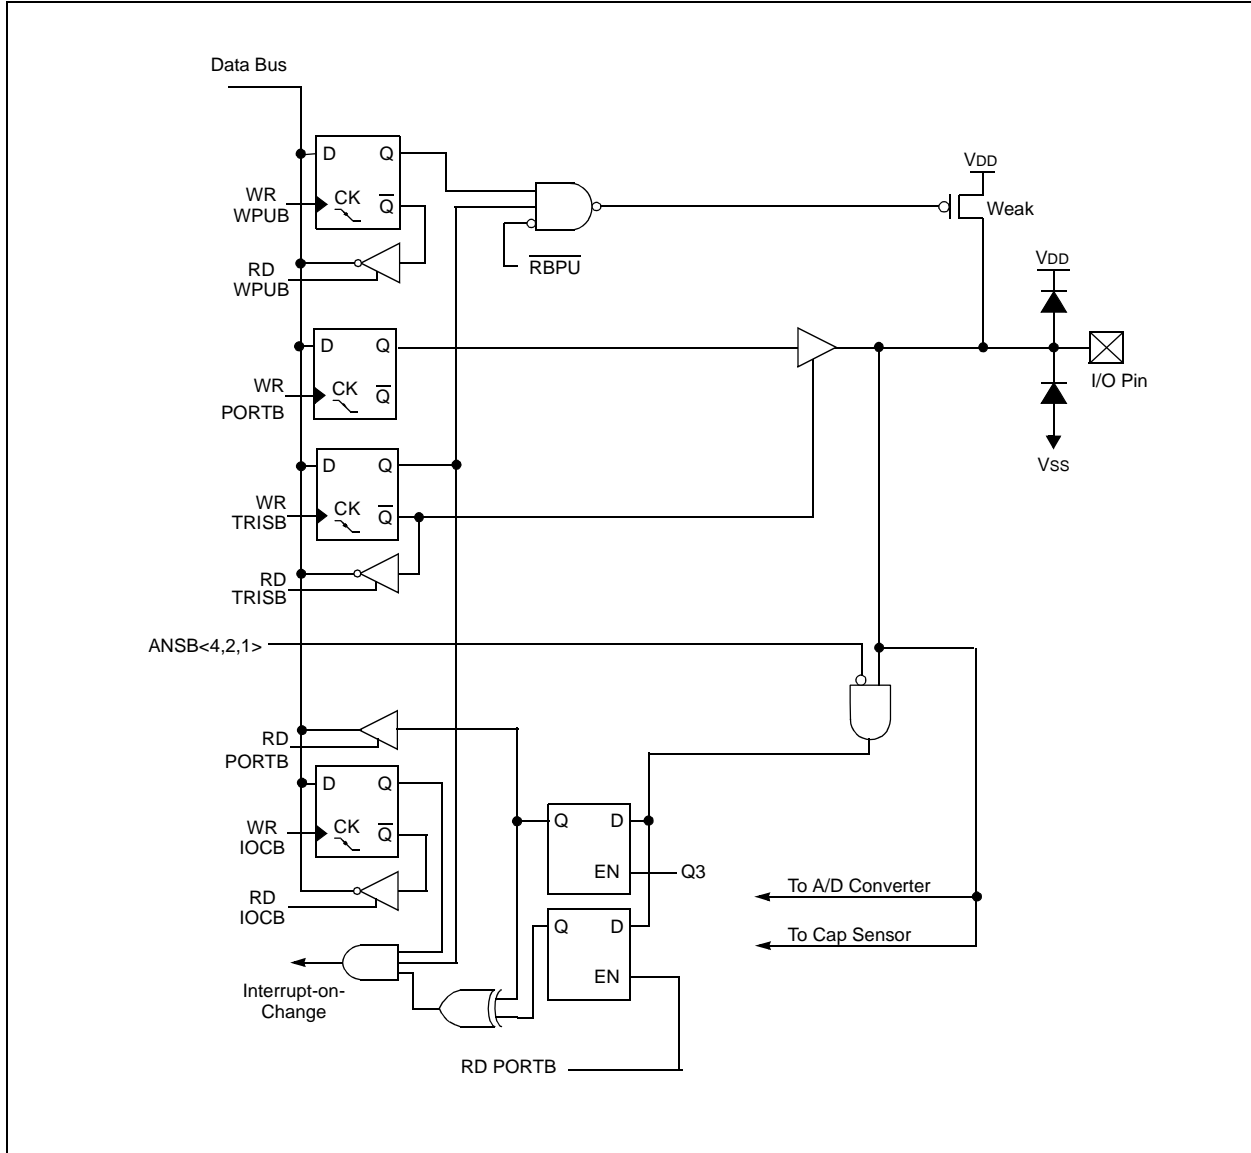 Data Bus
D Q
WR
WPUB
CK Q̅
RD
WPUB
R̅B̅P̅U̅
VDD
Weak
VDD
D Q
WR
PORTB
CK Q̅
I/O Pin
VSS
D Q
WR
TRISB
CK Q̅
RD
TRISB
ANSB<4,2,1>
RD
PORTB
D Q
WR
IOCB
CK Q̅
RD
IOCB
Q D
EN
Q3
Q D
EN
To A/D Converter
To Cap Sensor
Interrupt-on-
Change
RD PORTB